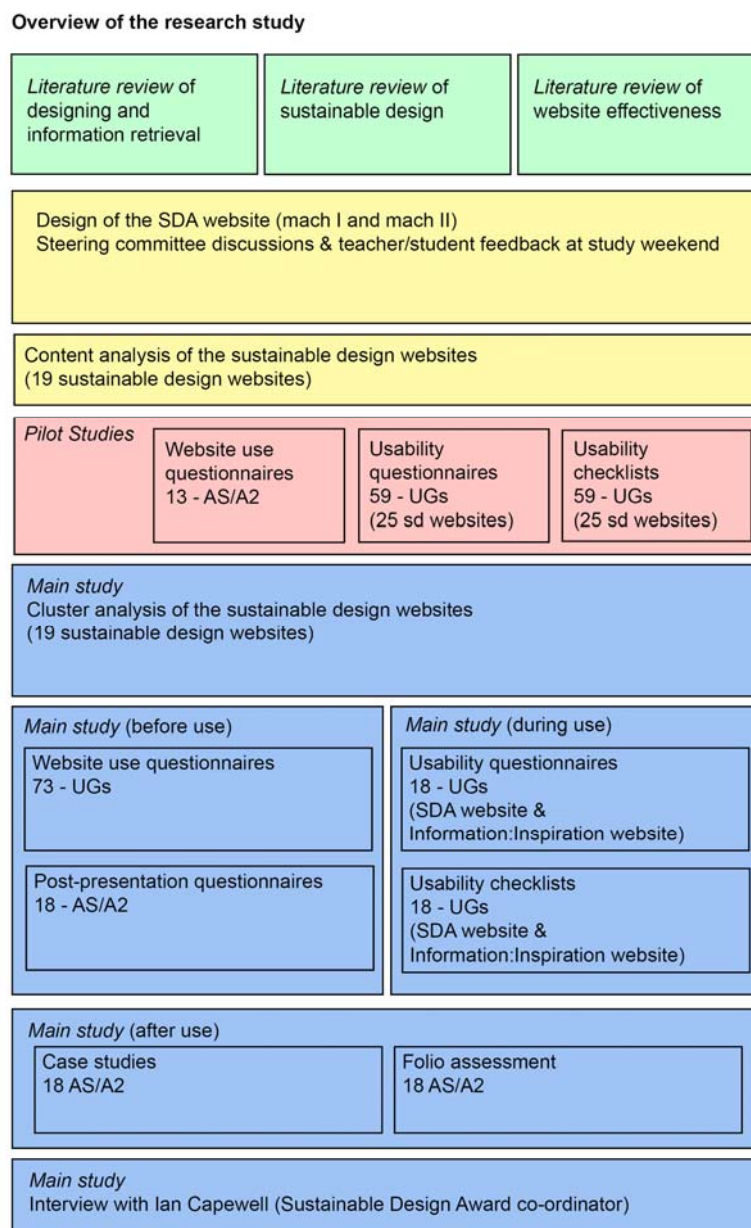 Overview of the research study
Literature review of
designing and
information retrieval
Literature review of
sustainable design
Literature review of
website effectiveness
Design of the SDA website (mach I and mach II)
Steering committee discussions & teacher/student feedback at study weekend
Content analysis of the sustainable design websites
(19 sustainable design websites)
Pilot Studies
Website use
questionnaires
13 - AS/A2
Usability
questionnaires
59 - UGs
(25 sd websites)
Usability
checklists
59 - UGs
(25 sd websites)
Main study
Cluster analysis of the sustainable design websites
(19 sustainable design websites)
Main study (before use)
Website use questionnaires
73 - UGs
Post-presentation questionnaires
18 - AS/A2
Main study (during use)
Usability questionnaires
18 - UGs
(SDA website &
Information:Inspiration website)
Usability checklists
18 - UGs
(SDA website &
Information:Inspiration website)
Main study (after use)
Case studies
18 AS/A2
Folio assessment
18 AS/A2
Main study
Interview with Ian Capewell (Sustainable Design Award co-ordinator)